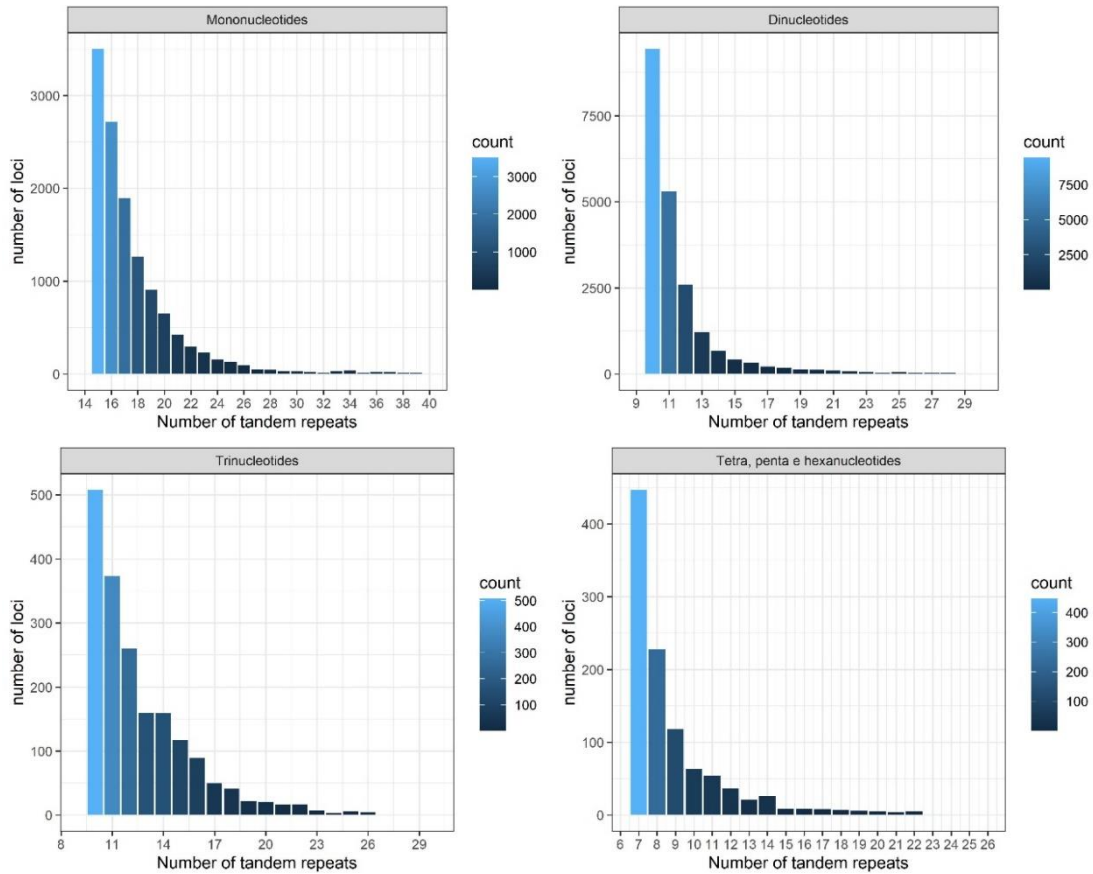 Mononucleotides
number of loci
3000
2000
1000
0
14 16 18 20 22 24 26 28 30 32 34 36 38 40
Number of tandem repeats
count
3000
2000
1000
Dinucleotides
number of loci
7500
5000
2500
0
9 11 13 15 17 19 21 23 25 27 29
Number of tandem repeats
count
7500
5000
2500
Trinucleotides
number of loci
500
400
300
200
100
0
8 11 14 17 20 23 26 29
Number of tandem repeats
count
500
400
300
200
100
Tetra, penta e hexanucleotides
number of loci
400
300
200
100
0
6 7 8 9 10 11 12 13 14 15 16 17 18 19 20 21 22 23 24 25 26
Number of tandem repeats
count
400
300
200
100